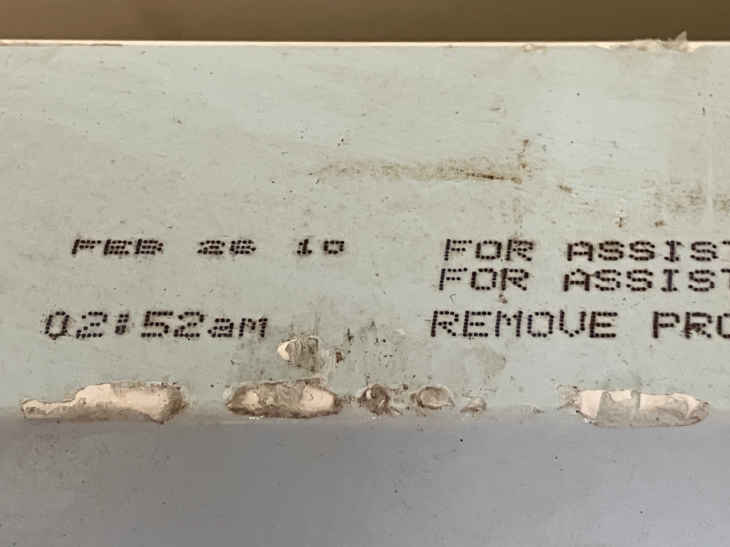 FEB 26 10 FOR ASSIST
FOR ASSIST
02:52am REMOVE PRO